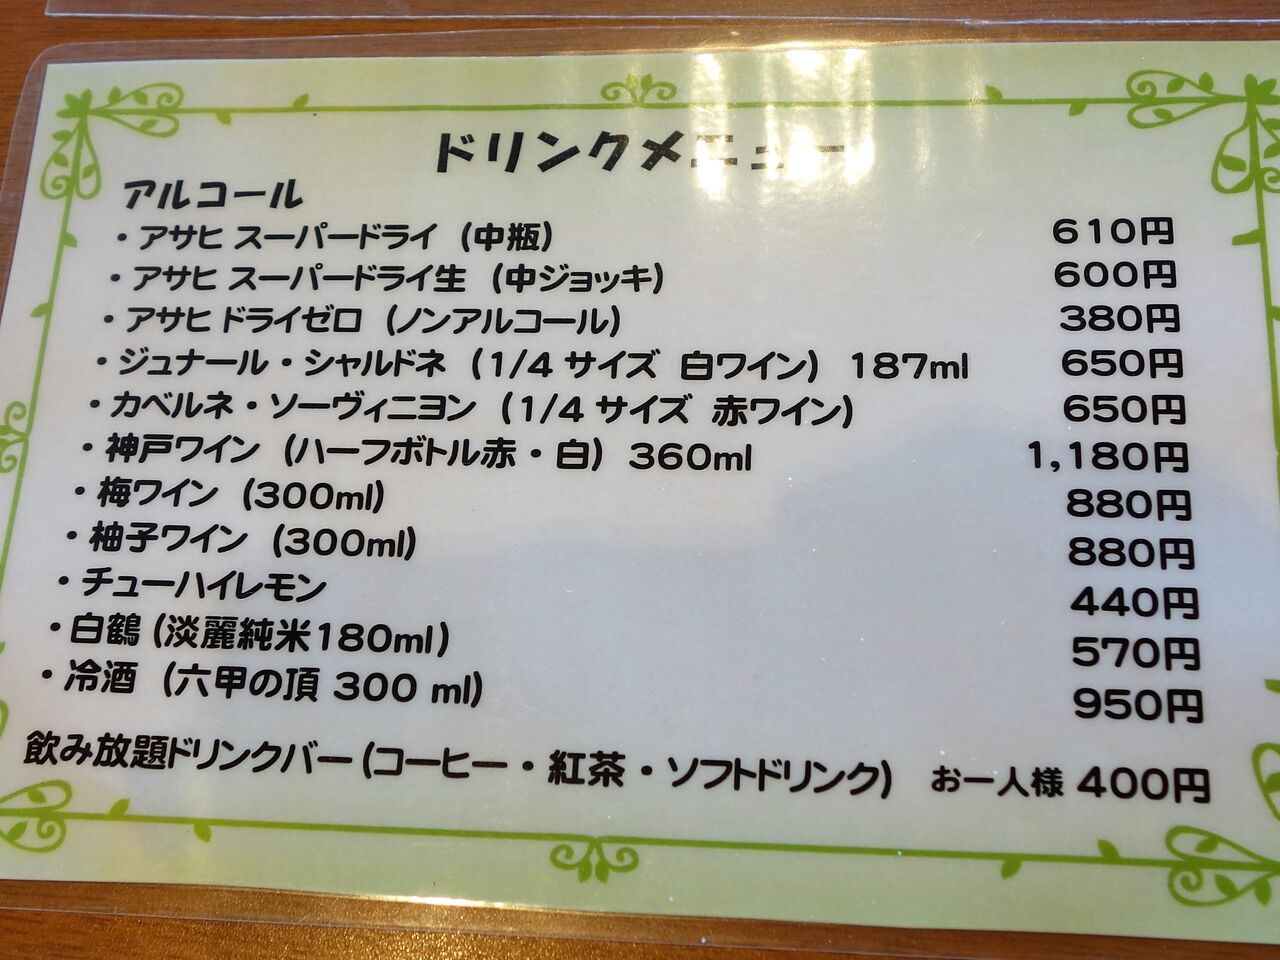 ドリンクメニュー
アルコール
・アサヒ スーパードライ (中瓶) 610円
・アサヒ スーパードライ生 (中ジョッキ) 600円
・アサヒ ドライゼロ (ノンアルコール) 380円
・ジュナール・シャルドネ (1/4 サイズ 白ワイン) 187ml 650円
・カベルネ・ソーヴィニヨン (1/4 サイズ 赤ワイン) 650円
・神戸ワイン (ハーフボトル赤・白) 360ml 1,180円
・梅ワイン (300ml) 880円
・柚子ワイン (300ml) 880円
・チューハイレモン 440円
・白鶴 (淡麗純米180ml) 570円
・冷酒 (六甲の頂 300 ml) 950円
飲み放題ドリンクバー (コーヒー・紅茶・ソフトドリンク) お一人様 400円